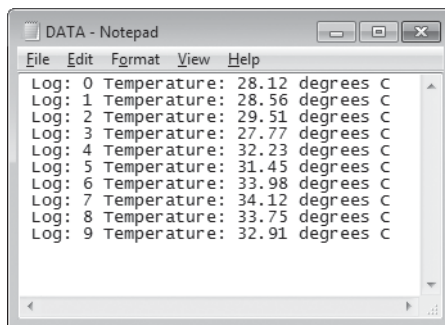 DATA - Notepad
File Edit Format View Help
Log: 0 Temperature: 28.12 degrees C
Log: 1 Temperature: 28.56 degrees C
Log: 2 Temperature: 29.51 degrees C
Log: 3 Temperature: 27.77 degrees C
Log: 4 Temperature: 32.23 degrees C
Log: 5 Temperature: 31.45 degrees C
Log: 6 Temperature: 33.98 degrees C
Log: 7 Temperature: 34.12 degrees C
Log: 8 Temperature: 33.75 degrees C
Log: 9 Temperature: 32.91 degrees C